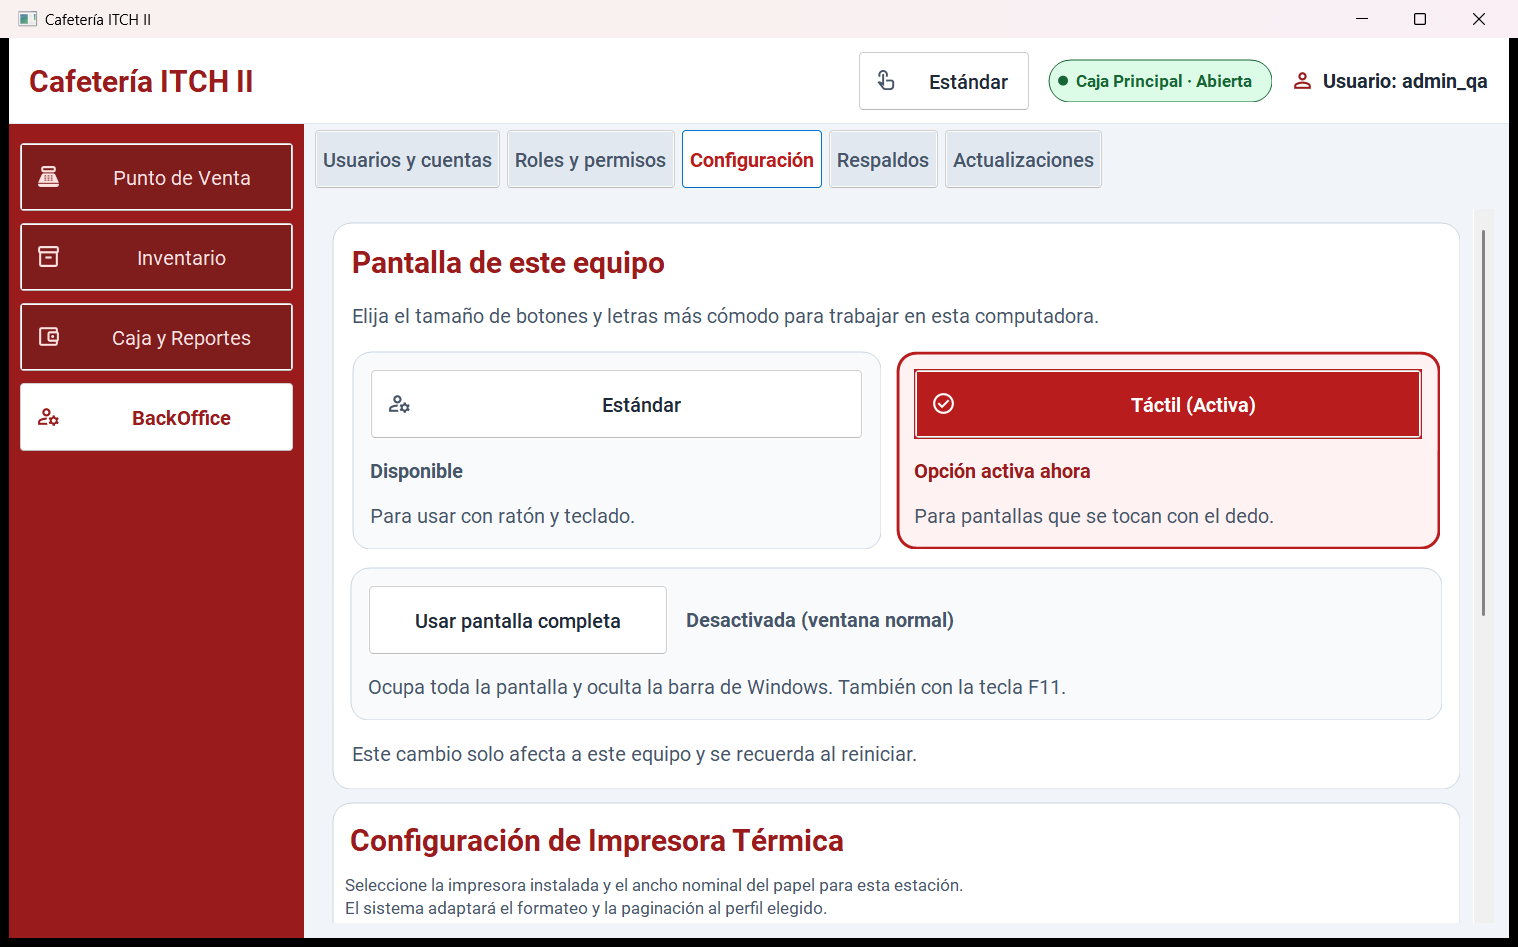 Cafetería ITCH II
Cafetería ITCH II
Estándar
Caja Principal · Abierta
Usuario: admin_qa
Punto de Venta
Inventario
Caja y Reportes
BackOffice
Usuarios y cuentas
Roles y permisos
Configuración
Respaldos
Actualizaciones
Pantalla de este equipo
Elija el tamaño de botones y letras más cómodo para trabajar en esta computadora.
Estándar
Disponible
Para usar con ratón y teclado.
Táctil (Activa)
Opción activa ahora
Para pantallas que se tocan con el dedo.
Usar pantalla completa
Desactivada (ventana normal)
Ocupa toda la pantalla y oculta la barra de Windows. También con la tecla F11.
Este cambio solo afecta a este equipo y se recuerda al reiniciar.
Configuración de Impresora Térmica
Seleccione la impresora instalada y el ancho nominal del papel para esta estación.
El sistema adaptará el formateo y la paginación al perfil elegido.